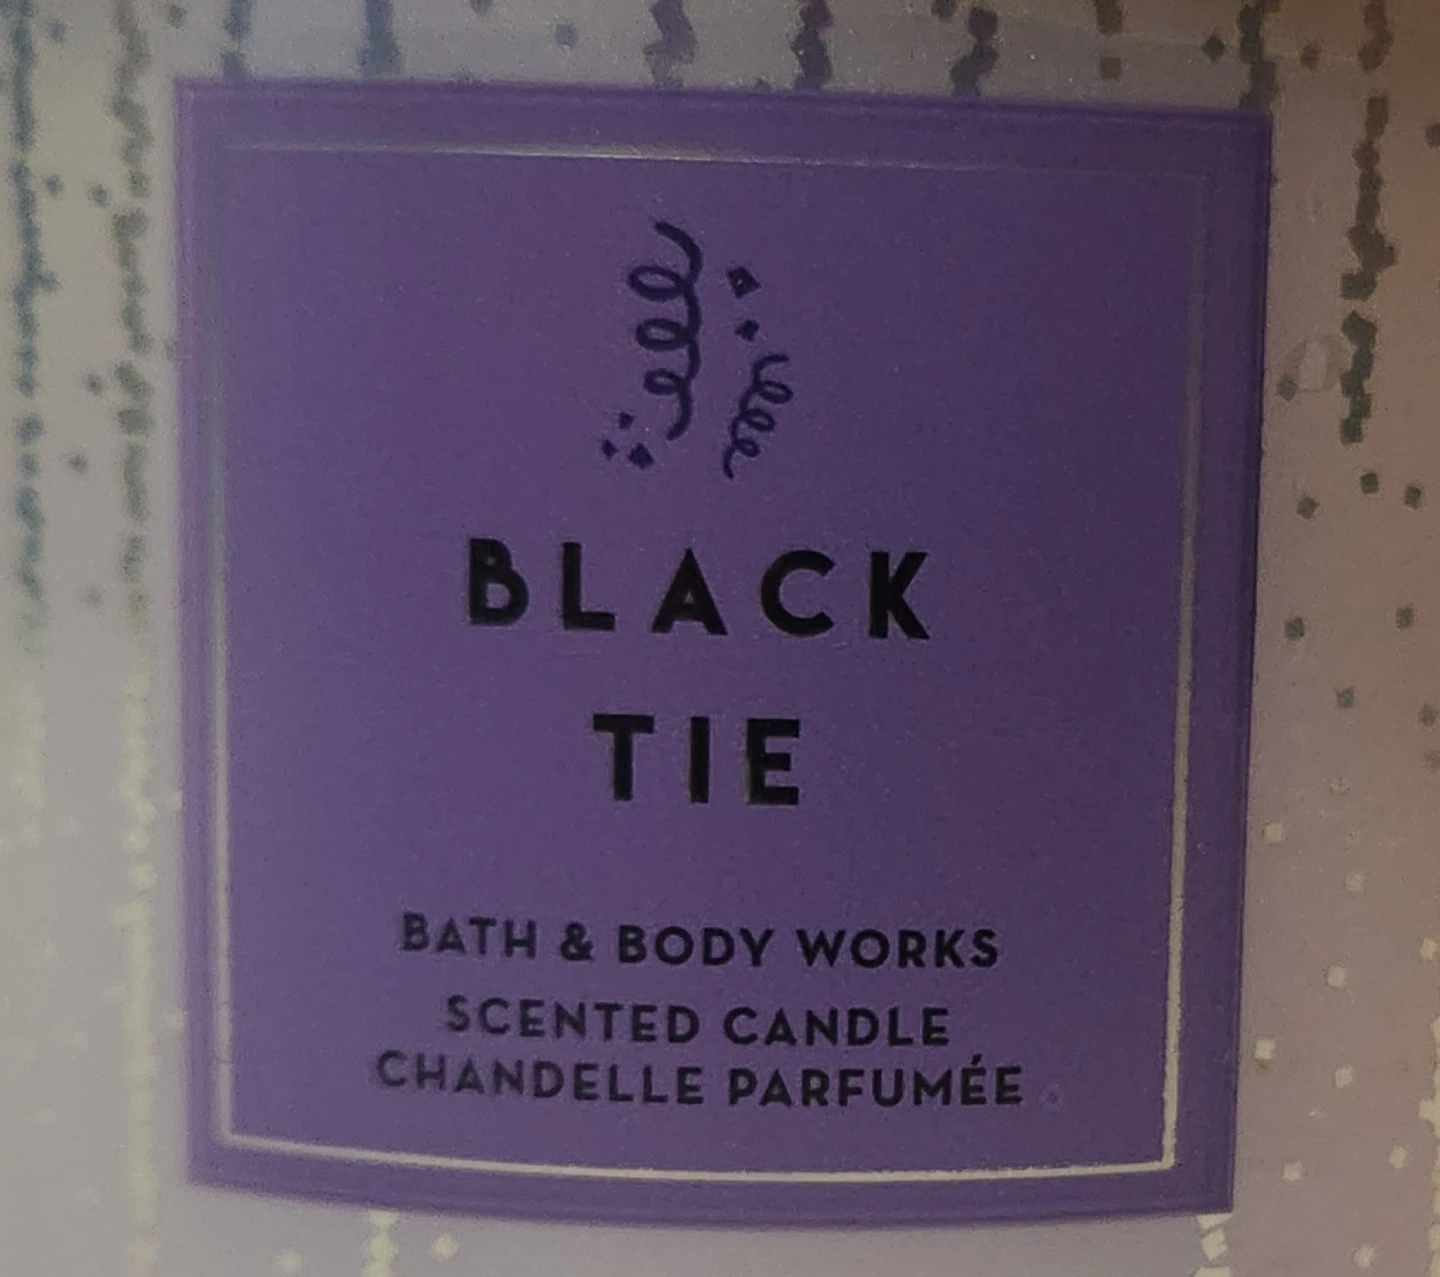 BLACK
TIE
BATH & BODY WORKS
SCENTED CANDLE
CHANDELLE PARFUMÉE